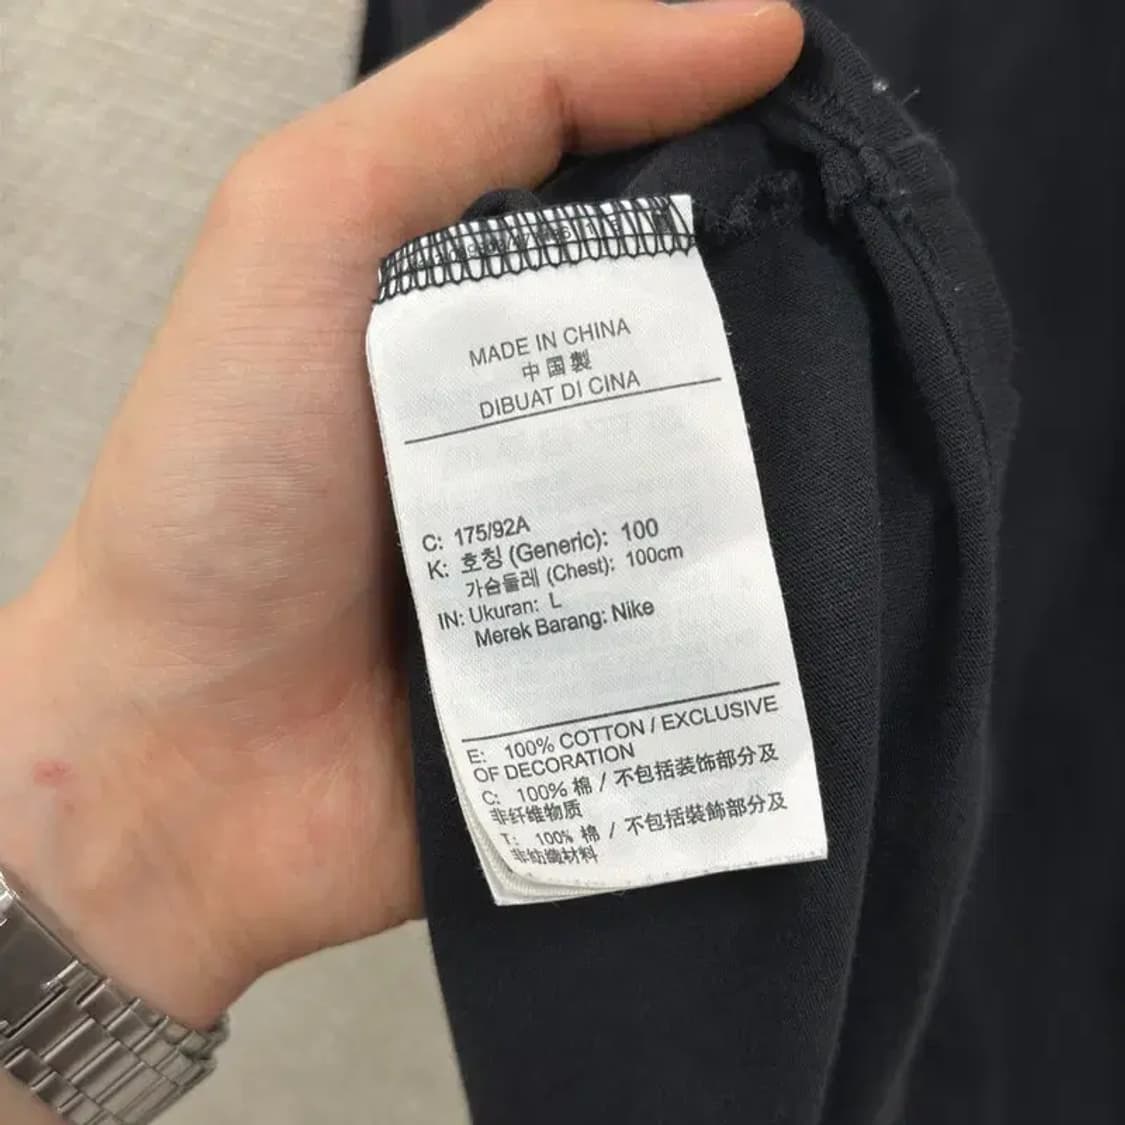 MADE IN CHINA
中国製
DIBUAT DI CINA
C: 175/92A
K: 호칭 (Generic): 100
가슴둘레 (Chest): 100cm
IN: Ukuran: L
Merek Barang: Nike
E: 100% COTTON / EXCLUSIVE
OF DECORATION
C: 100% 棉 / 不包括装饰部分及
非纤维物质
T: 100% 棉 / 不包括裝飾部分及
非紡織材料